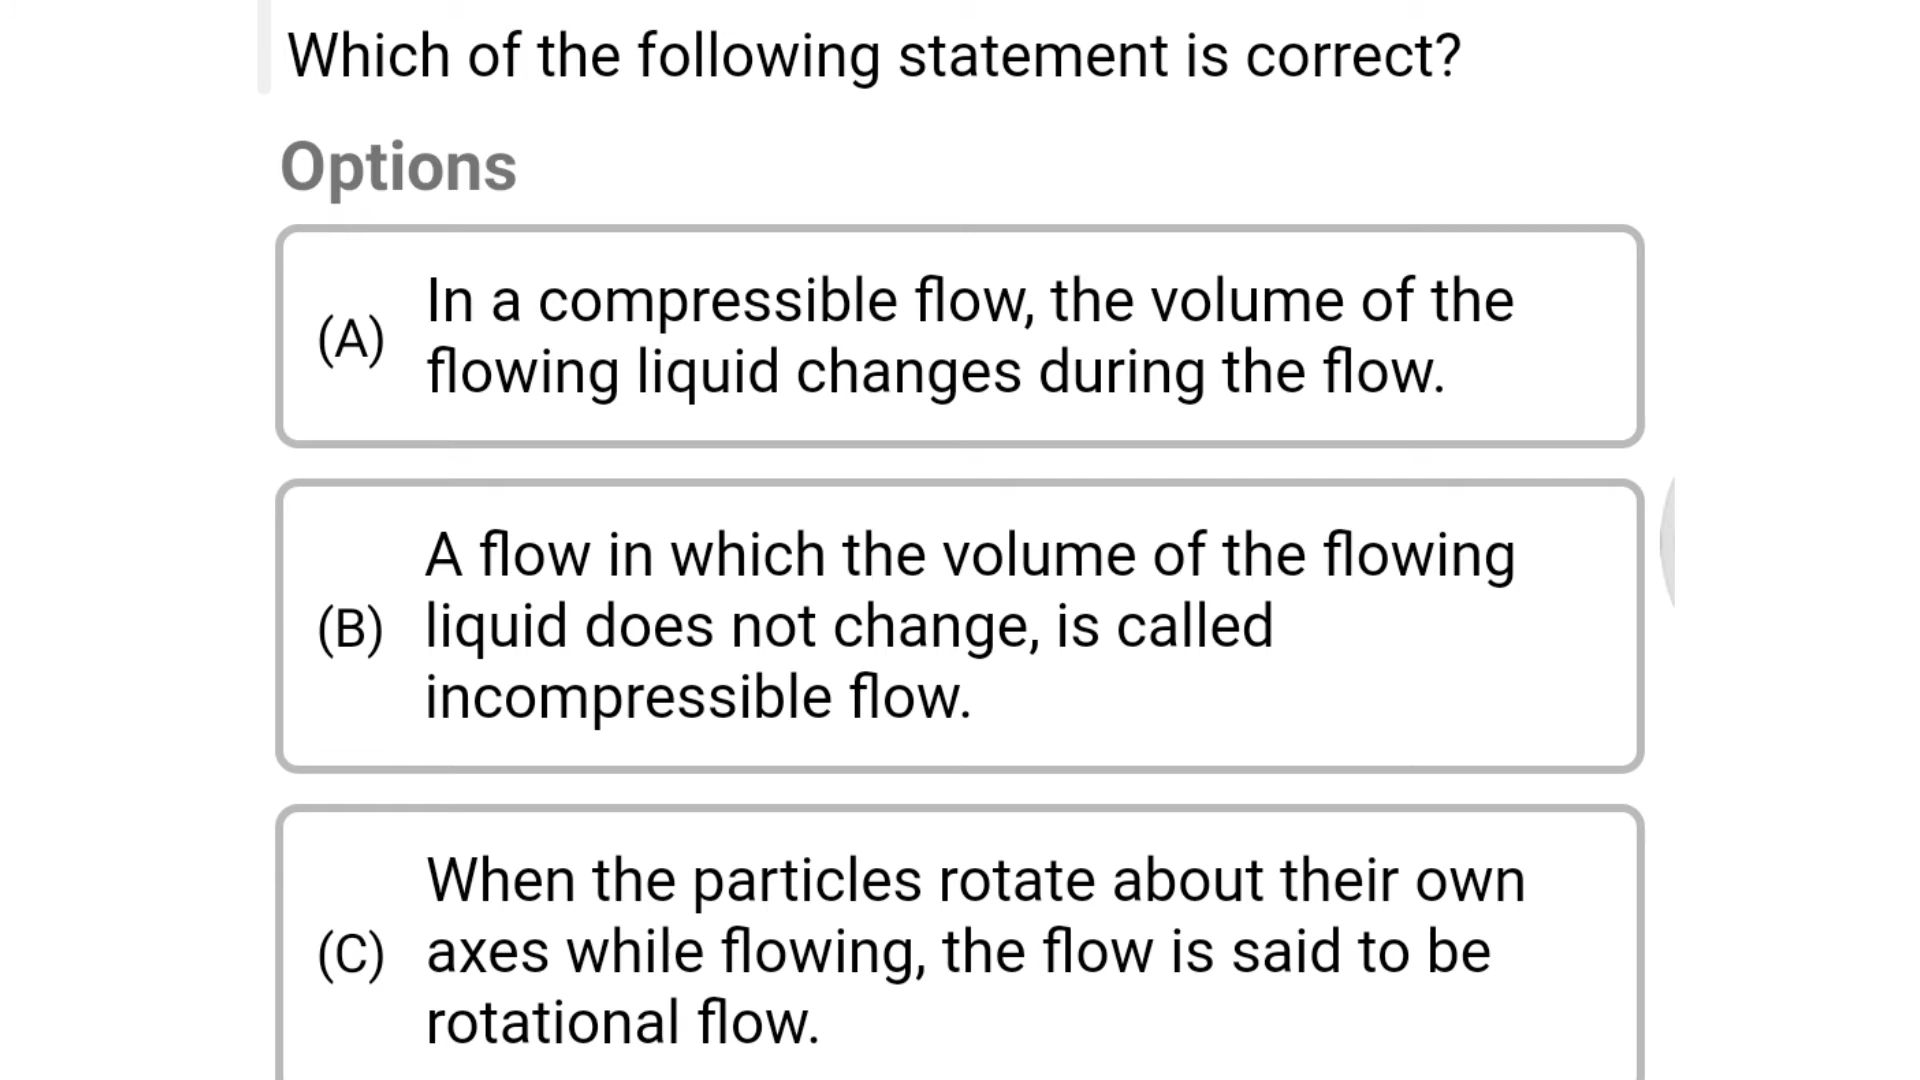 Which of the following statement is correct?
Options
(A) In a compressible flow, the volume of the
flowing liquid changes during the flow.
(B) A flow in which the volume of the flowing
liquid does not change, is called
incompressible flow.
(C) When the particles rotate about their own
axes while flowing, the flow is said to be
rotational flow.